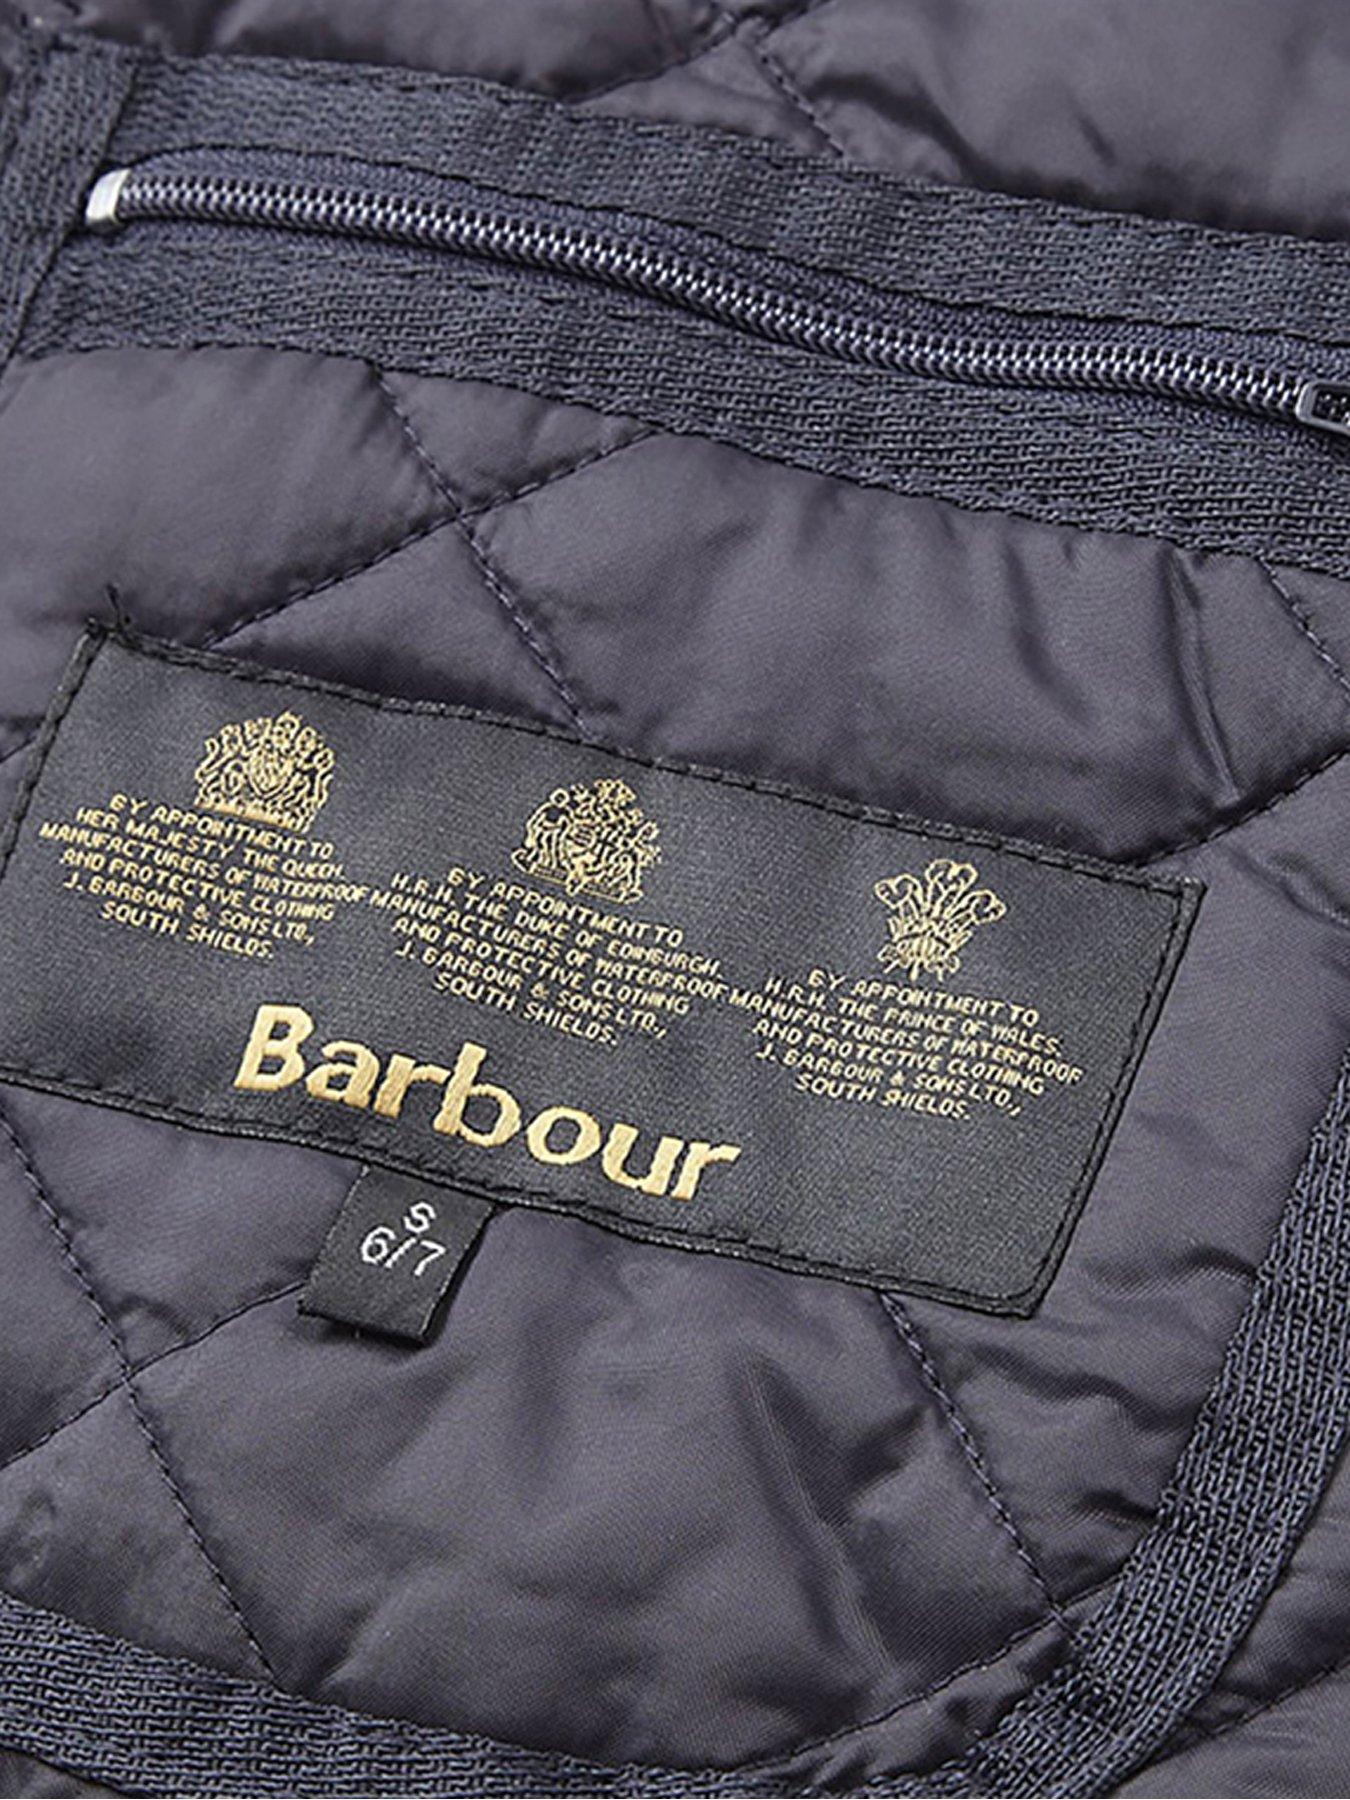 BY APPOINTMENT TO
HER MAJESTY THE QUEEN.
MANUFACTURERS OF WATERPROOF
AND PROTECTIVE CLOTHING
J. BARBOUR & SONS LTD.,
SOUTH SHIELDS.
BY APPOINTMENT TO
H.R.H. THE DUKE OF EDINBURGH.
MANUFACTURERS OF WATERPROOF
AND PROTECTIVE CLOTHING
J. BARBOUR & SONS LTD.,
SOUTH SHIELDS.
BY APPOINTMENT TO
H.R.H. THE PRINCE OF WALES.
MANUFACTURERS OF WATERPROOF
AND PROTECTIVE CLOTHING
J. BARBOUR & SONS LTD.,
SOUTH SHIELDS.
Barbour
S
6/7